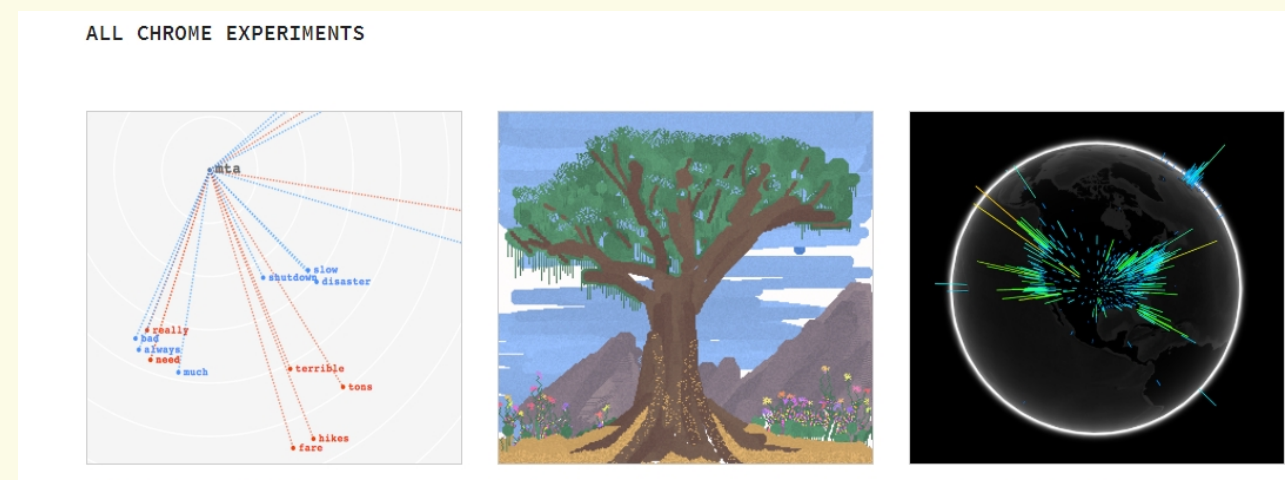 ALL CHROME EXPERIMENTS
mta
slow
shutdown
disaster
really
bad
always
need
much
terrible
tons
hikes
fare